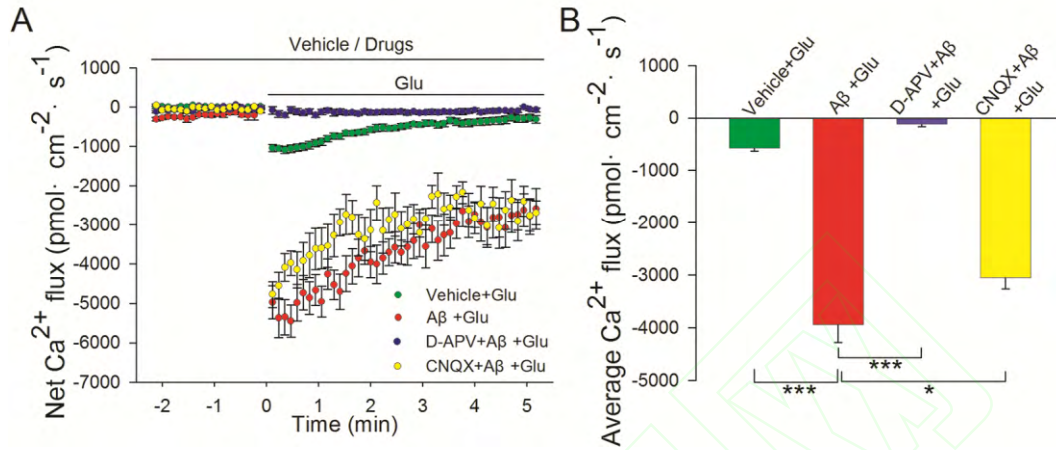 A
Vehicle / Drugs
Glu
Net Ca2+ flux (pmol· cm-2· s-1)
1000
0
-1000
-2000
-3000
-4000
-5000
-6000
-7000
-2
-1
0
1
2
3
4
5
Time (min)
Vehicle+Glu
Aβ +Glu
D-APV+Aβ +Glu
CNQX+Aβ +Glu
B
Average Ca2+ flux (pmol· cm-2· s-1)
1000
0
-1000
-2000
-3000
-4000
-5000
Vehicle+Glu
Aβ +Glu
D-APV+Aβ
+Glu
CNQX+Aβ
+Glu
***
***
*